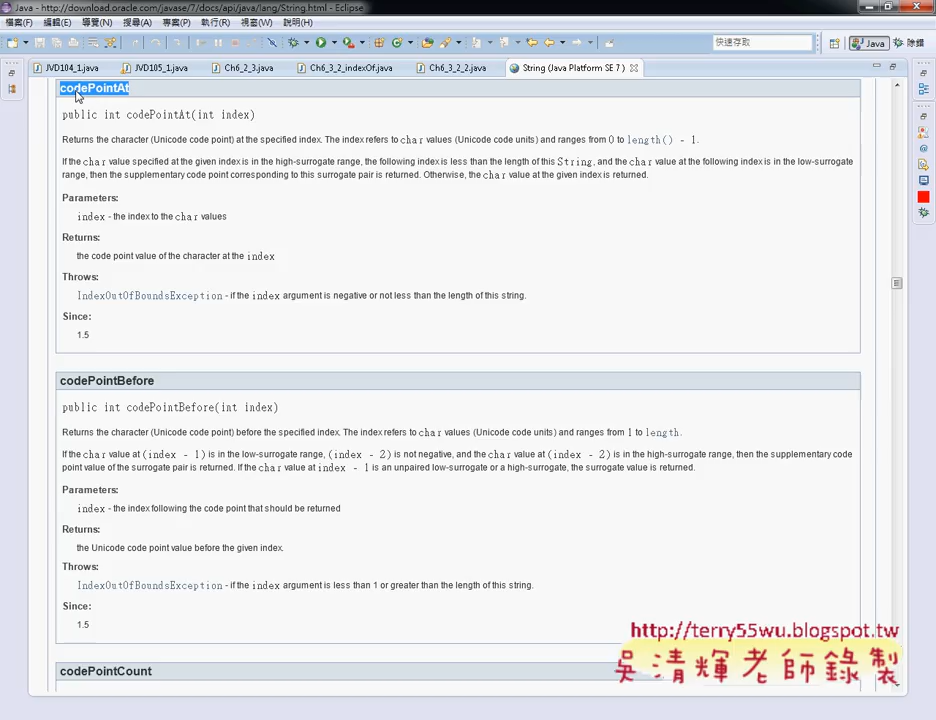 Java - http://download.oracle.com/javase/7/docs/api/java/lang/String.html - Eclipse
檔案(F) 編輯(E) 導覽(N) 搜尋(A) 專案(P) 執行(R) 視窗(W) 說明(H)
快速存取
Java
除錯
JVD104_1.java JVD105_1.java Ch6_2_3.java Ch6_3_2_indexOf.java Ch6_3_2_2.java String (Java Platform SE 7 )
codePointAt
public int codePointAt(int index)
Returns the character (Unicode code point) at the specified index. The index refers to char values (Unicode code units) and ranges from 0 to length() - 1.
If the char value specified at the given index is in the high-surrogate range, the following index is less than the length of this String, and the char value at the following index is in the low-surrogate
range, then the supplementary code point corresponding to this surrogate pair is returned. Otherwise, the char value at the given index is returned.
Parameters:
index - the index to the char values
Returns:
the code point value of the character at the index
Throws:
IndexOutOfBoundsException - if the index argument is negative or not less than the length of this string.
Since:
1.5
codePointBefore
public int codePointBefore(int index)
Returns the character (Unicode code point) before the specified index. The index refers to char values (Unicode code units) and ranges from 1 to length.
If the char value at (index - 1) is in the low-surrogate range, (index - 2) is not negative, and the char value at (index - 2) is in the high-surrogate range, then the supplementary code
point value of the surrogate pair is returned. If the char value at index - 1 is an unpaired low-surrogate or a high-surrogate, the surrogate value is returned.
Parameters:
index - the index following the code point that should be returned
Returns:
the Unicode code point value before the given index.
Throws:
IndexOutOfBoundsException - if the index argument is less than 1 or greater than the length of this string.
Since:
1.5
http://terry55wu.blogspot.tw
吳清輝老師錄製
codePointCount